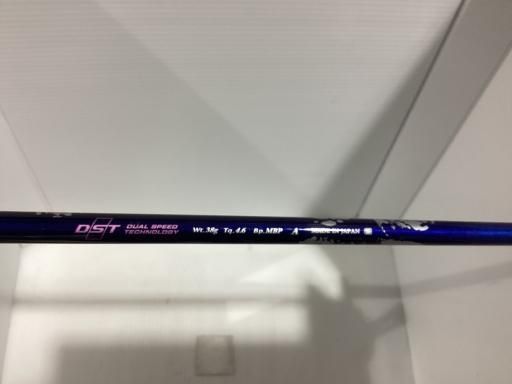 DST DUAL SPEED TECHNOLOGY Wt.38g Tq.4.6 Bp.MBP A MADE IN JAPAN